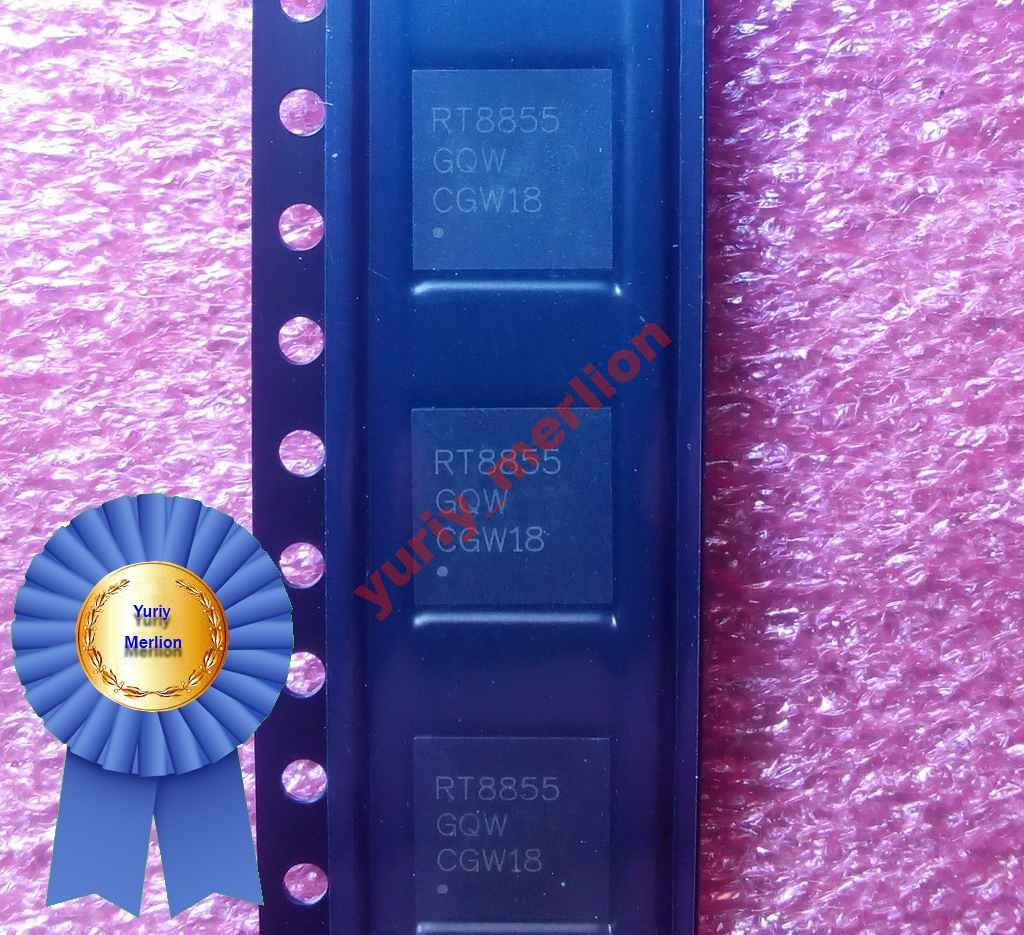 RT8855
GQW
CGW18
RT8855
GQW
CGW18
RT8855
GQW
CGW18
yuriy_merlion
Yuriy
Merlion